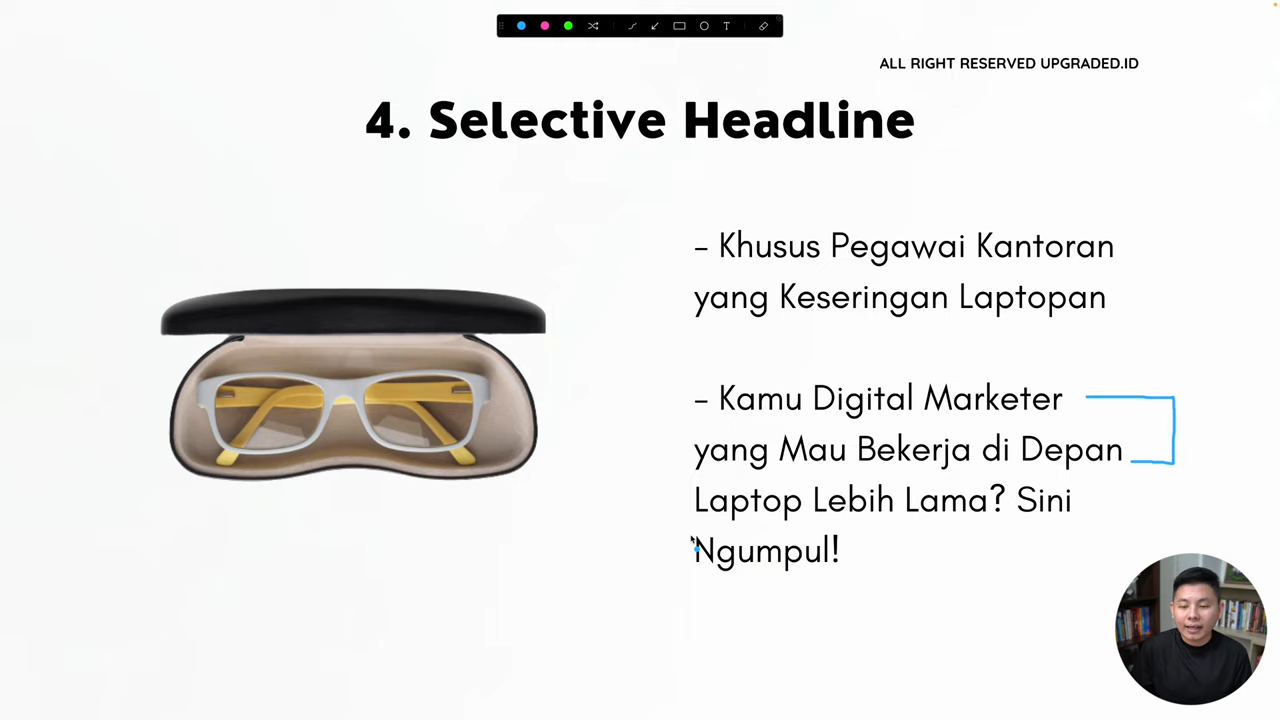 ALL RIGHT RESERVED UPGRADED.ID
4. Selective Headline
- Khusus Pegawai Kantoran
yang Keseringan Laptopan
- Kamu Digital Marketer
yang Mau Bekerja di Depan
Laptop Lebih Lama? Sini
Ngumpul!